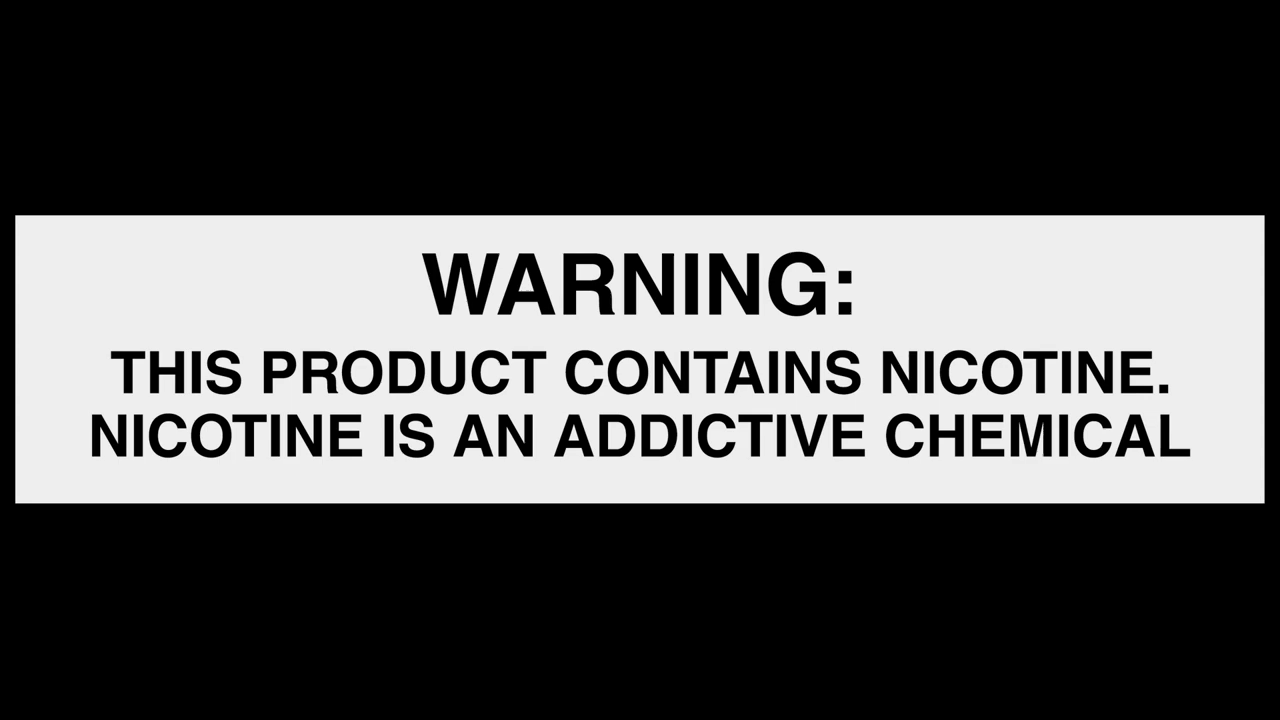 WARNING:
THIS PRODUCT CONTAINS NICOTINE.
NICOTINE IS AN ADDICTIVE CHEMICAL